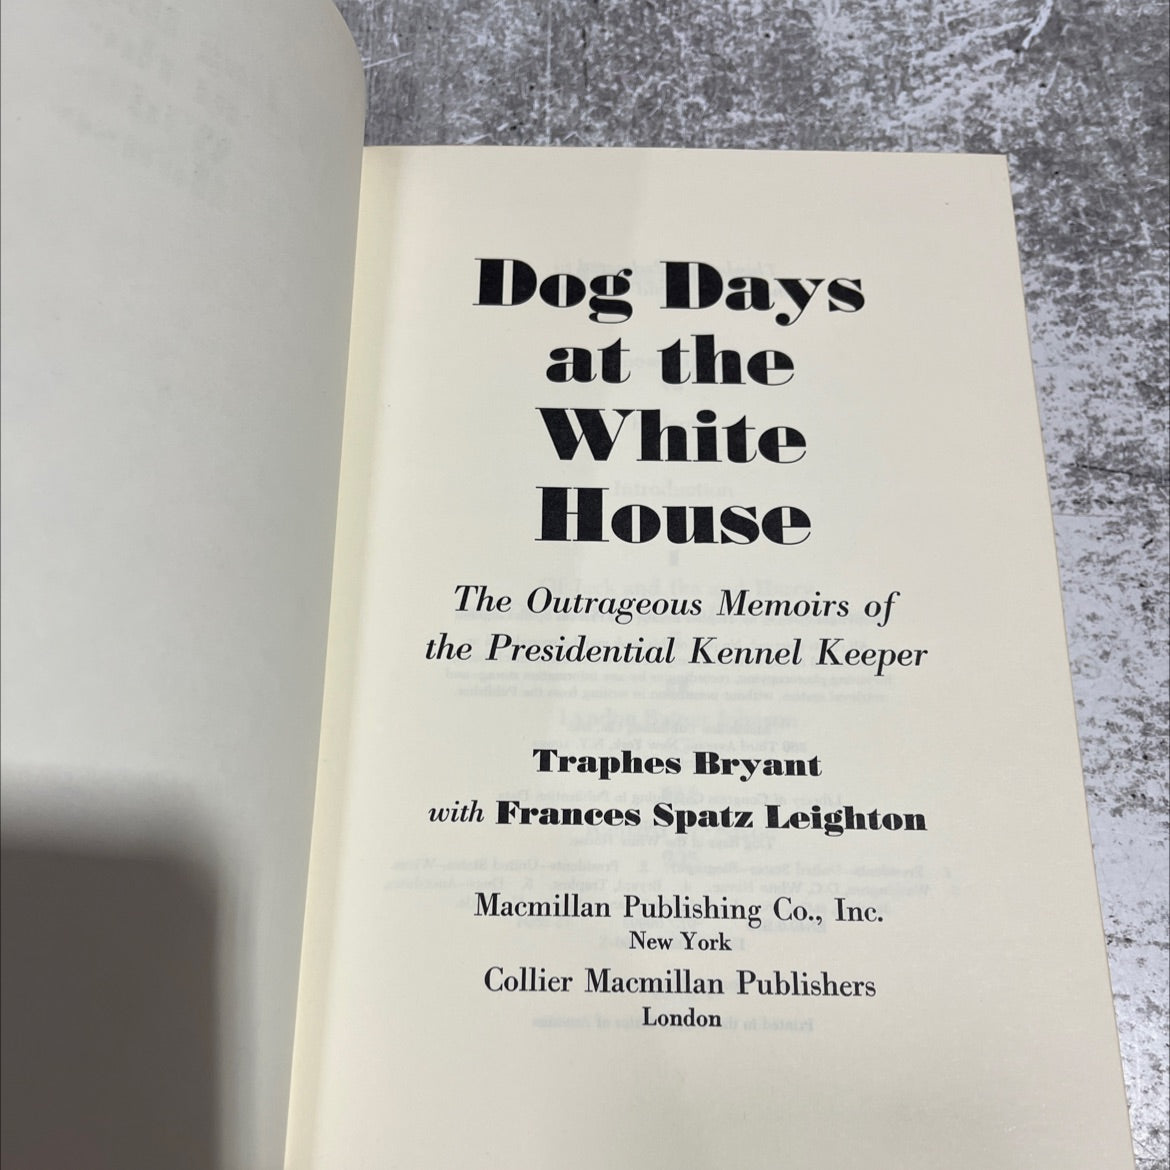 Dog Days
at the
White
House
The Outrageous Memoirs of
the Presidential Kennel Keeper
Traphes Bryant
with Frances Spatz Leighton
Macmillan Publishing Co., Inc.
New York
Collier Macmillan Publishers
London